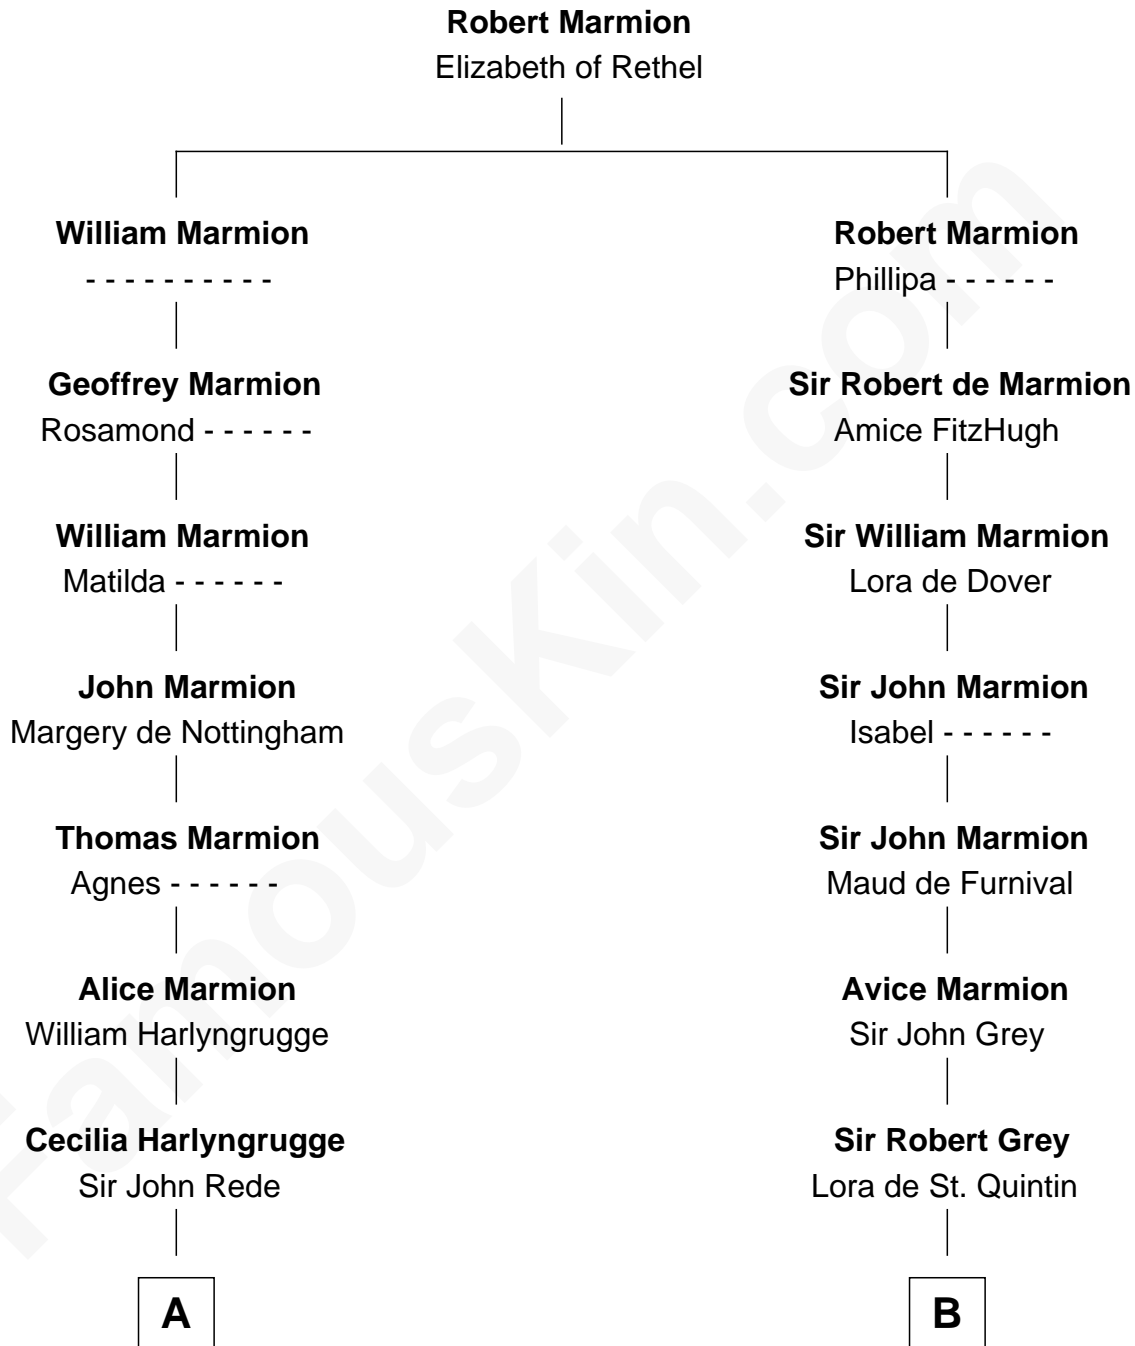 Robert Marmion
Elizabeth of Rethel
William Marmion
- - - - - - - - - -
Robert Marmion
Phillipa - - - - - -
Geoffrey Marmion
Rosamond - - - - - -
Sir Robert de Marmion
Amice FitzHugh
William Marmion
Matilda - - - - - -
Sir William Marmion
Lora de Dover
John Marmion
Margery de Nottingham
Sir John Marmion
Isabel - - - - - -
Thomas Marmion
Agnes - - - - - -
Sir John Marmion
Maud de Furnival
Alice Marmion
William Harlyngrugge
Avice Marmion
Sir John Grey
Cecilia Harlyngrugge
Sir John Rede
Sir Robert Grey
Lora de St. Quintin
A
B
FamousKin.com